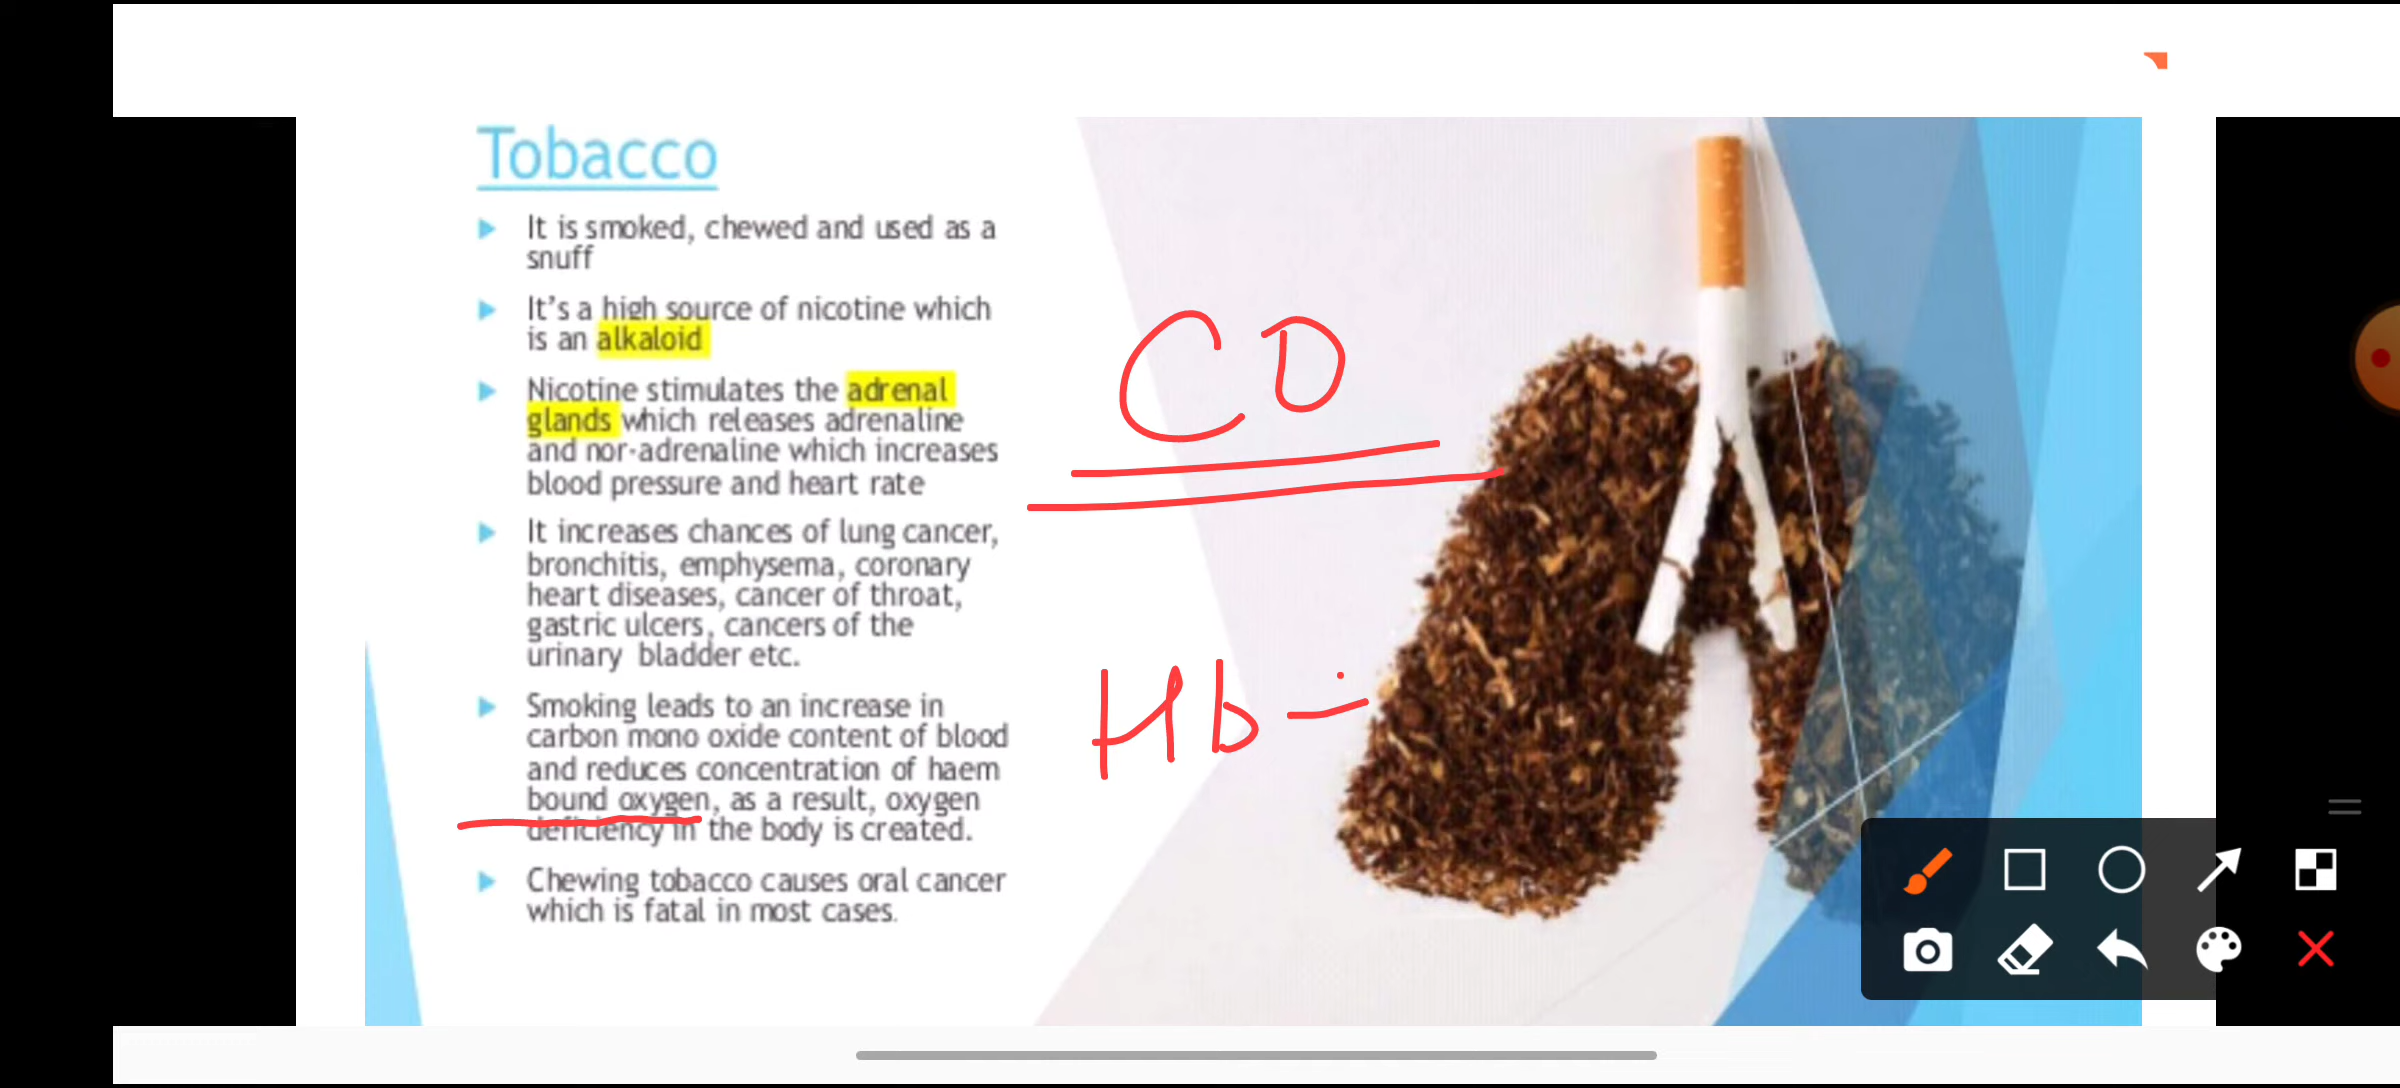 Tobacco
It is smoked, chewed and used as a
snuff
It's a high source of nicotine which
is an alkaloid
Nicotine stimulates the adrenal
glands which releases adrenaline
and nor-adrenaline which increases
blood pressure and heart rate
It increases chances of lung cancer,
bronchitis, emphysema, coronary
heart diseases, cancer of throat,
gastric ulcers, cancers of the
urinary bladder etc.
Smoking leads to an increase in
carbon mono oxide content of blood
and reduces concentration of haem
bound oxygen, as a result, oxygen
deficiency in the body is created.
Chewing tobacco causes oral cancer
which is fatal in most cases.
CO
Hb-